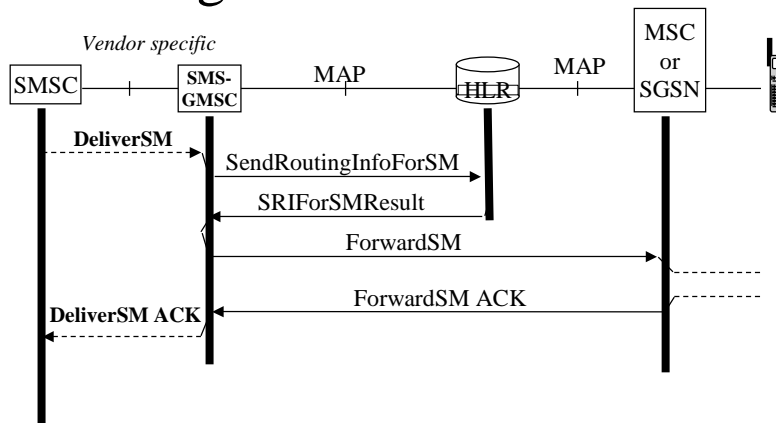 Vendor specific
SMSC
SMS-
GMSC
MAP
HLR
MAP
MSC
or
SGSN
DeliverSM
SendRoutingInfoForSM
SRIForSMResult
ForwardSM
ForwardSM ACK
DeliverSM ACK